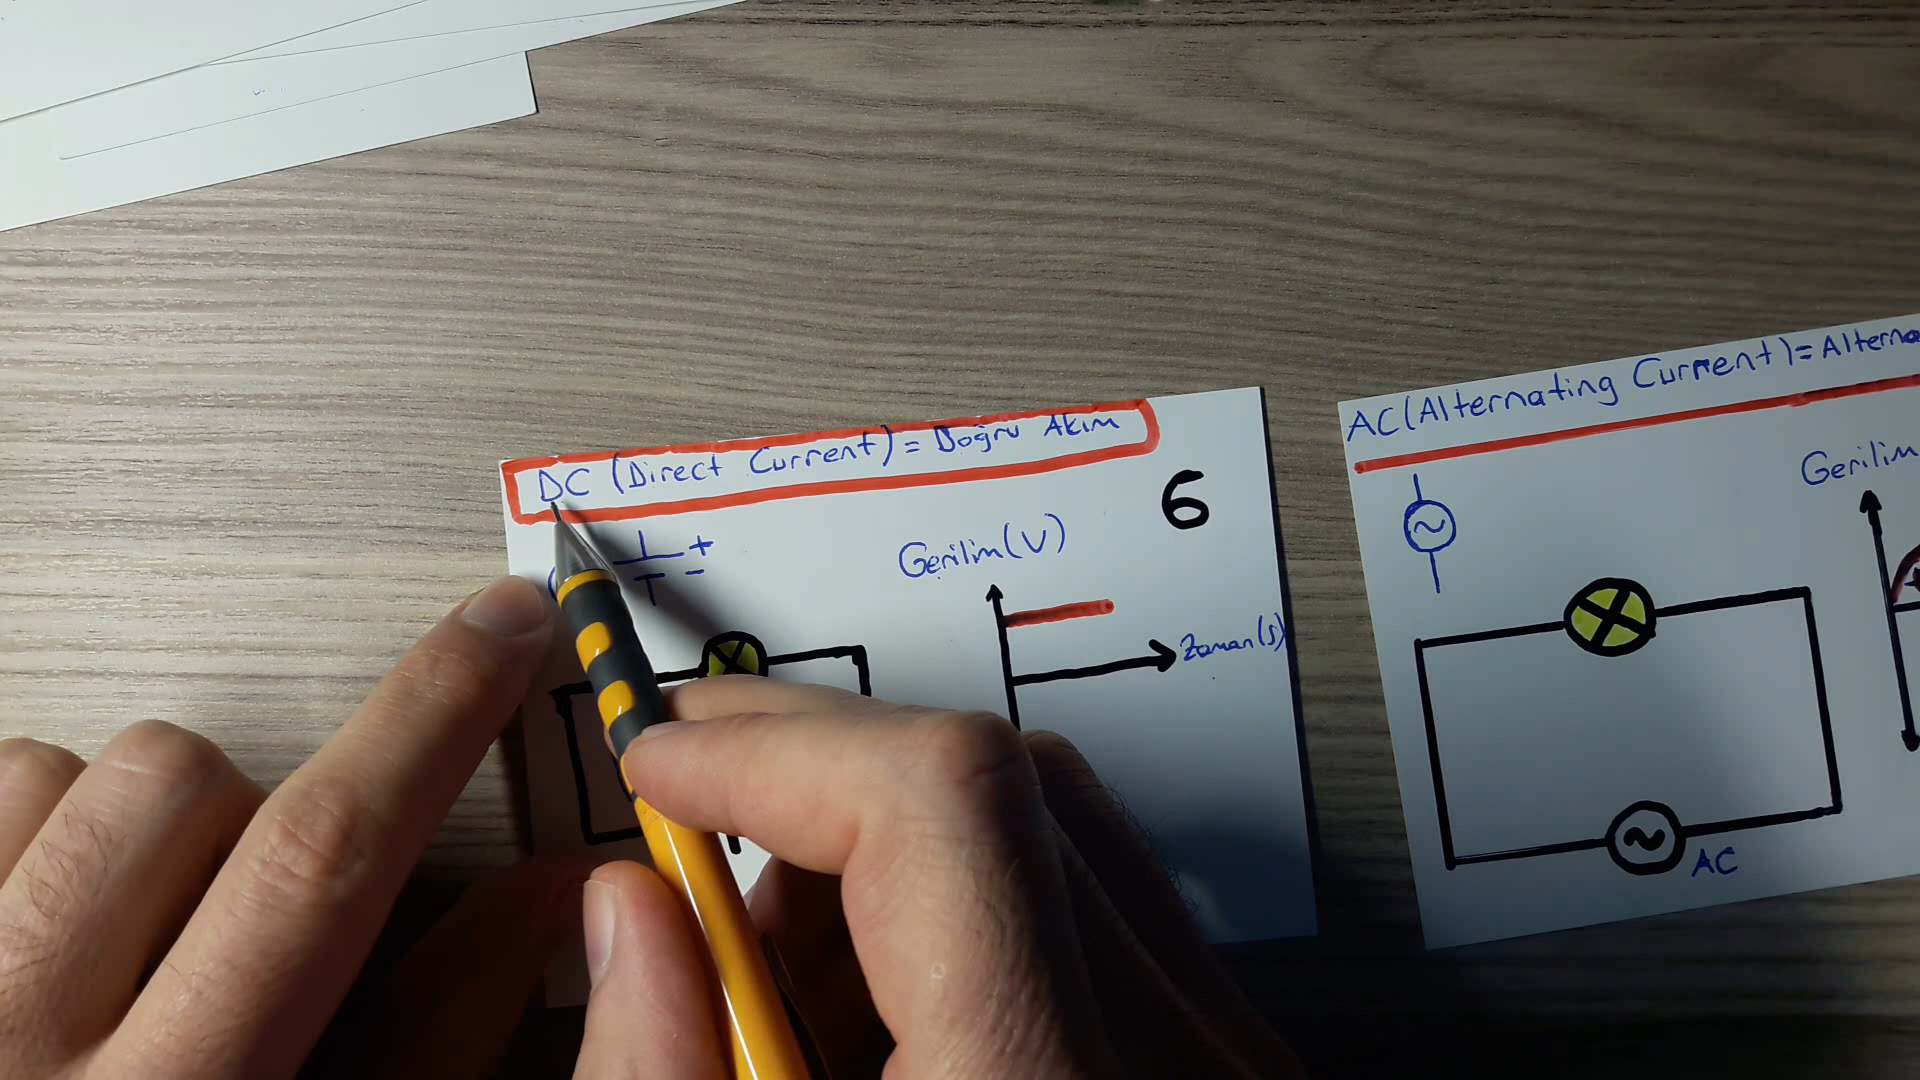 DC (Direct Current) = Doğru Akım
6
+
-
Gerilim(V)
Zaman(s)
AC(Alternating Current)=Alterna
Gerilim
AC